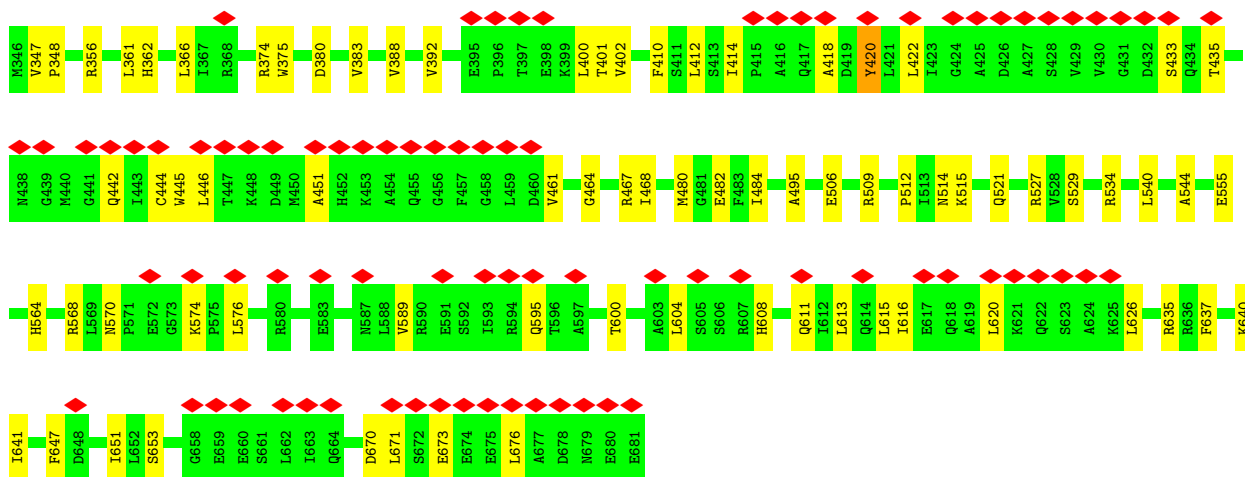 M346 V347 P348 R356 L361 H362 L366 I367 R368 R374 W375 D380 V383 V388 V392 E395 P396 T397 E398 K399 L400 T401 V402 F410 S411 L412 S413 I414 P415 A416 Q417 A418 D419 Y420 L421 L422 I423 G424 A425 D426 A427 S428 V429 V430 G431 D432 S433 Q434 T435
N438 G439 M440 G441 Q442 I443 C444 W445 L446 T447 K448 D449 M450 A451 H452 K453 A454 Q455 G456 F457 G458 L459 D460 V461 G464 R467 I468 M480 G481 E482 F483 I484 A495 E506 R509 P512 I513 N514 K515 Q521 R527 V528 S529 R534 L540 A544 E555
H564 R568 L569 N570 P571 E572 G573 K574 P575 L576 R580 E583 N587 L588 V589 R590 E591 S592 I593 R594 Q595 T596 A597 T600 A603 L604 S605 S606 R607 H608 Q611 I612 L613 Q614 L615 I616 E617 Q618 A619 L620 K621 Q622 S623 A624 K625 L626 R635 R636 F637 K640
I641 F647 D648 I651 L652 S653 G658 E659 E660 S661 L662 I663 Q664 D670 L671 S672 E673 E674 E675 L676 A677 D678 N679 E680 E681